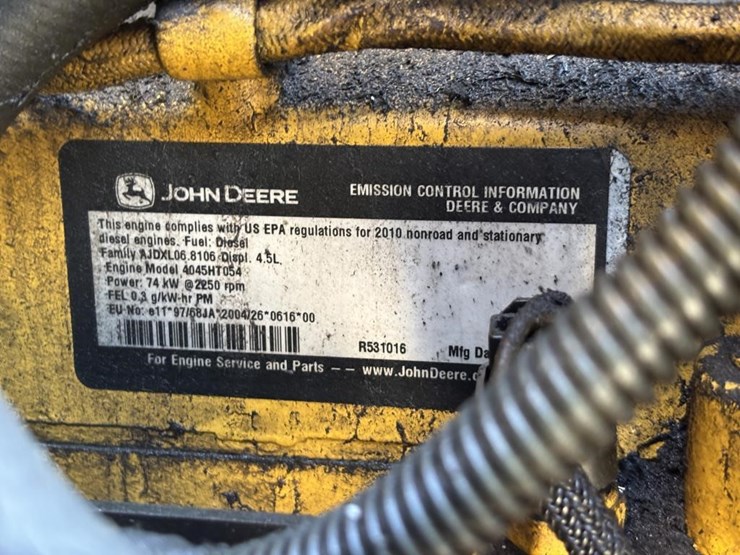 JOHN DEERE
EMISSION CONTROL INFORMATION
DEERE & COMPANY
This engine complies with US EPA regulations for 2010 nonroad and stationary
diesel engines. Fuel: Diesel
Family AJDXL06.8106 Displ. 4.5L
Engine Model 4045HT054
Power: 74 kW @2250 rpm
FEL 0.3 g/kW-hr PM
EU No: e11*97/68JA*2004/26*0616*00
R531016 Mfg Da
For Engine Service and Parts -- www.JohnDeere.c